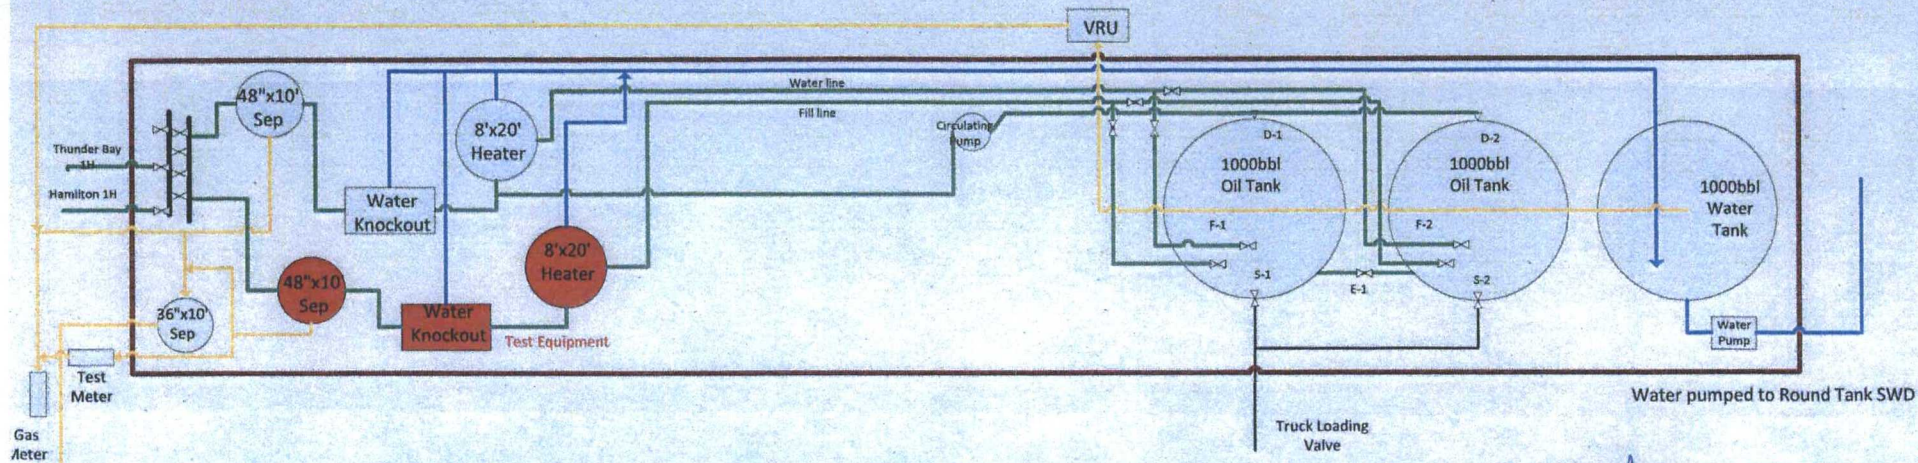 VRU
48"x10'
Sep
Water line
Fill line
8'x20'
Heater
Circulating
Pump
D-1
D-2
Thunder Bay
1H
Hamilton 1H
1000bbl
Oil Tank
1000bbl
Oil Tank
1000bbl
Water
Tank
Water
Knockout
F-1
F-2
8'x20'
Heater
48"x10'
Sep
S-1
S-2
E-1
36"x10'
Sep
Water
Knockout
Test Equipment
Water
Pump
Test
Meter
Water pumped to Round Tank SWD
Truck Loading
Valve
Gas
Meter